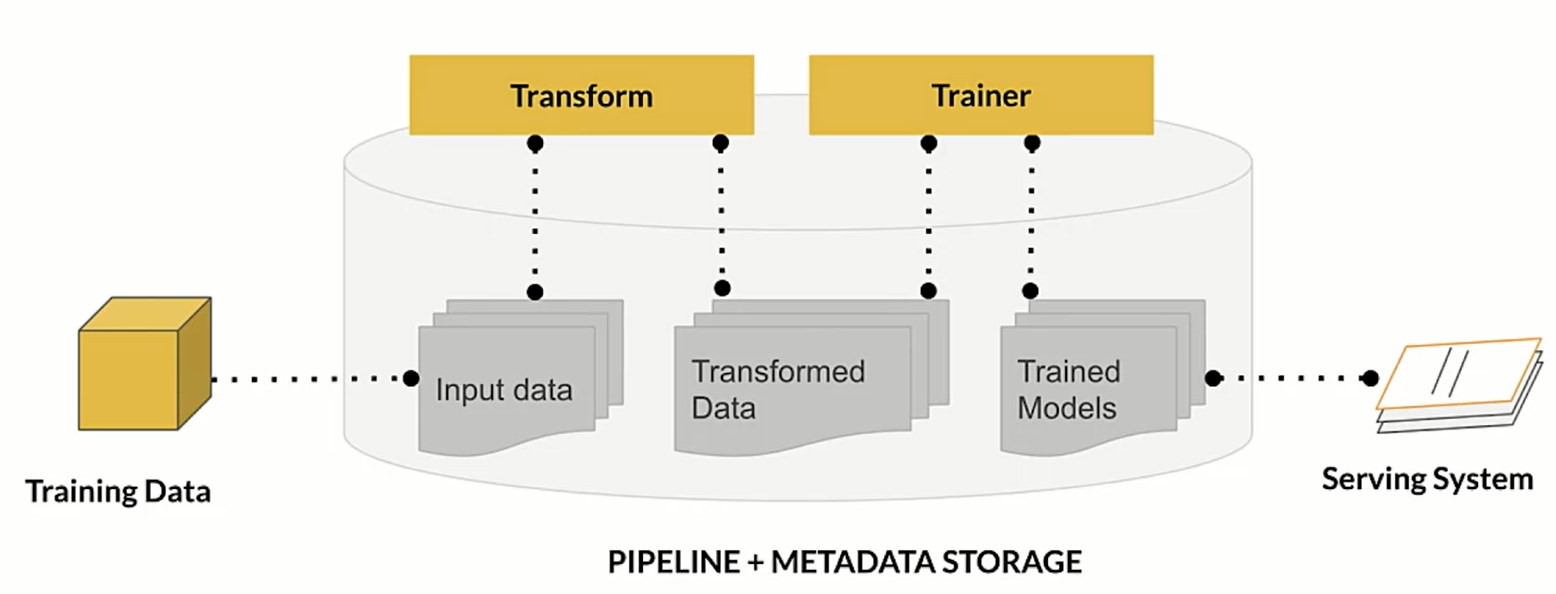 Transform
Trainer
Input data
Transformed
Data
Trained
Models
Training Data
Serving System
PIPELINE + METADATA STORAGE